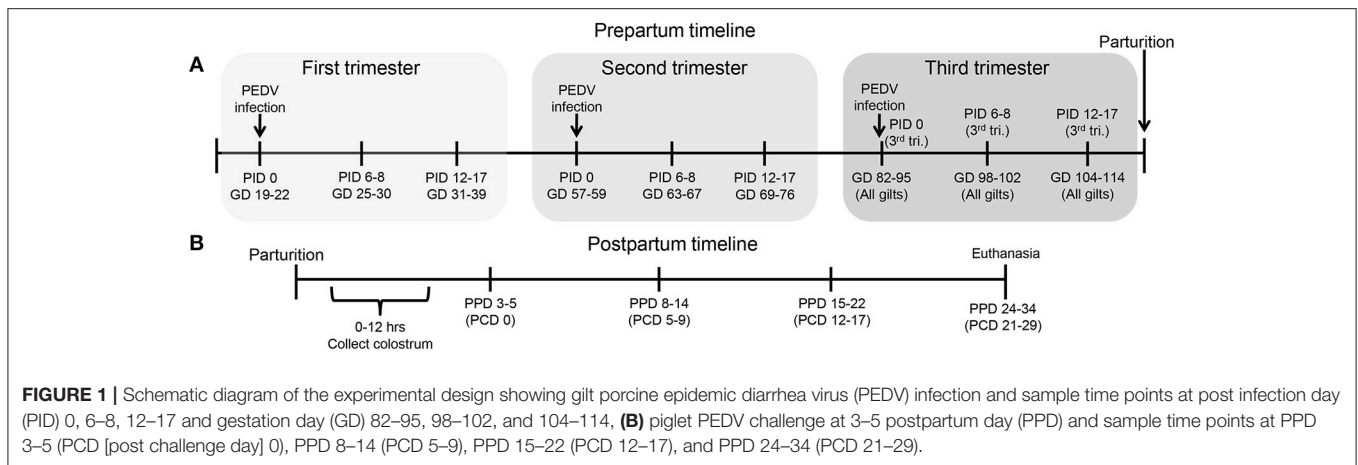 Prepartum timeline
Parturition
A
First trimester
Second trimester
Third trimester
PEDV
infection
PEDV
infection
PEDV
infection
PID 0
(3rd tri.)
PID 6-8
(3rd tri.)
PID 12-17
(3rd tri.)
PID 0
GD 19-22
PID 6-8
GD 25-30
PID 12-17
GD 31-39
PID 0
GD 57-59
PID 6-8
GD 63-67
PID 12-17
GD 69-76
GD 82-95
(All gilts)
GD 98-102
(All gilts)
GD 104-114
(All gilts)
B
Postpartum timeline
Parturition
Euthanasia
0-12 hrs
Collect colostrum
PPD 3-5
(PCD 0)
PPD 8-14
(PCD 5-9)
PPD 15-22
(PCD 12-17)
PPD 24-34
(PCD 21-29)
FIGURE 1 | Schematic diagram of the experimental design showing gilt porcine epidemic diarrhea virus (PEDV) infection and sample time points at post infection day
(PID) 0, 6–8, 12–17 and gestation day (GD) 82–95, 98–102, and 104–114, (B) piglet PEDV challenge at 3–5 postpartum day (PPD) and sample time points at PPD
3–5 (PCD [post challenge day] 0), PPD 8–14 (PCD 5–9), PPD 15–22 (PCD 12–17), and PPD 24–34 (PCD 21–29).